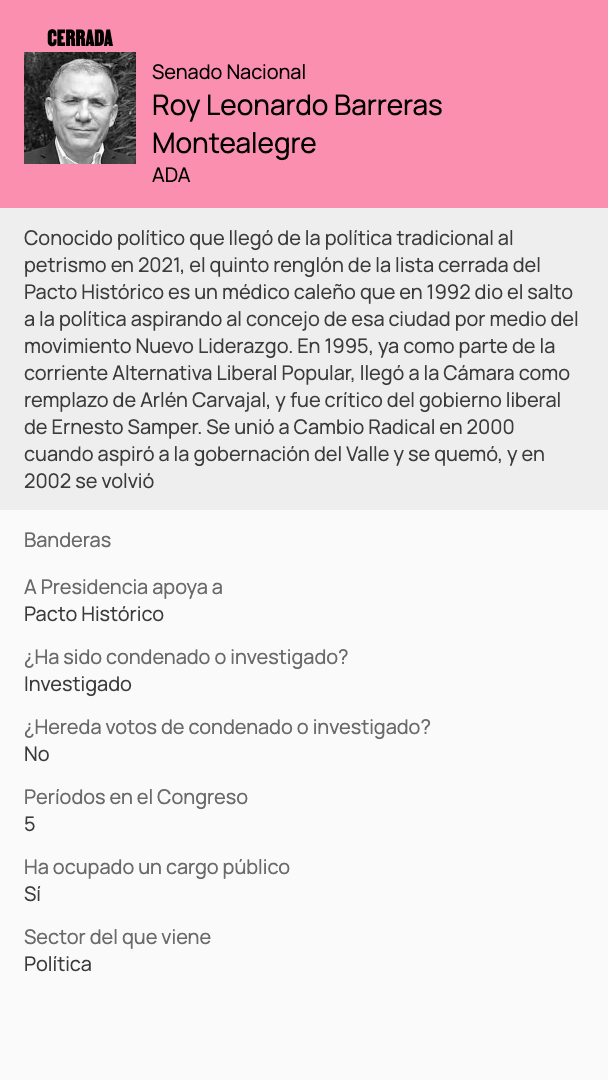 CERRADA
Senado Nacional
Roy Leonardo Barreras
Montealegre
ADA
Conocido político que llegó de la política tradicional al
petrismo en 2021, el quinto renglón de la lista cerrada del
Pacto Histórico es un médico caleño que en 1992 dio el salto
a la política aspirando al concejo de esa ciudad por medio del
movimiento Nuevo Liderazgo. En 1995, ya como parte de la
corriente Alternativa Liberal Popular, llegó a la Cámara como
remplazo de Arlén Carvajal, y fue crítico del gobierno liberal
de Ernesto Samper. Se unió a Cambio Radical en 2000
cuando aspiró a la gobernación del Valle y se quemó, y en
2002 se volvió
Banderas
A Presidencia apoya a
Pacto Histórico
¿Ha sido condenado o investigado?
Investigado
¿Hereda votos de condenado o investigado?
No
Períodos en el Congreso
5
Ha ocupado un cargo público
Sí
Sector del que viene
Política